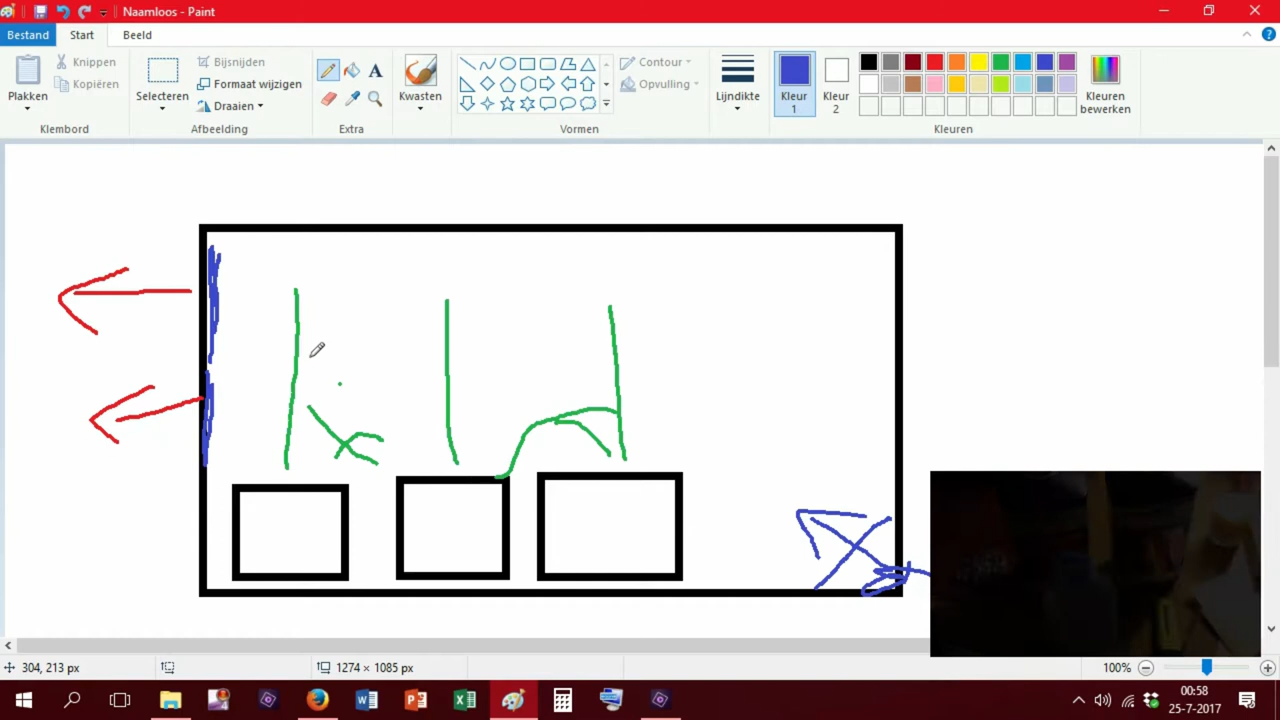 Naamloos - Paint
Bestand Start Beeld
Plakken
Knippen
Kopiëren
Klembord
Selecteren
Bijsnijden
Formaat wijzigen
Draaien
Afbeelding
A
Extra
Kwasten
Contour
Opvulling
Vormen
Lijndikte
Kleur 1
Kleur 2
Kleuren bewerken
Kleuren
304, 213 px
1274 × 1085 px
100%
00:58
25-7-2017